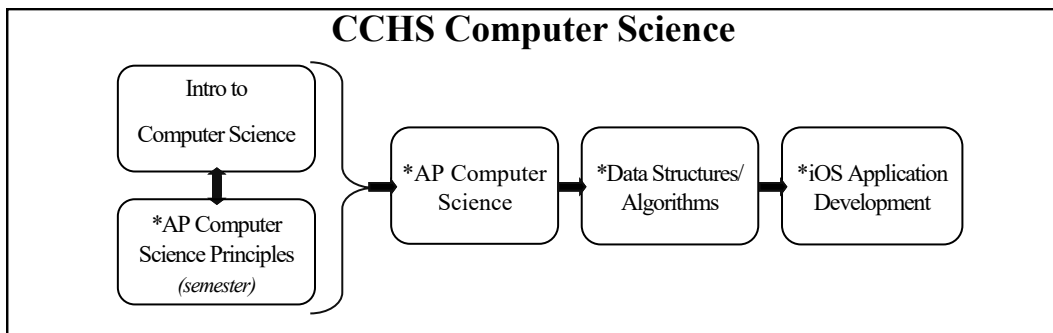 CCHS Computer Science
Intro to
Computer Science
*AP Computer
Science Principles
(semester)
*AP Computer
Science
*Data Structures/
Algorithms
*iOS Application
Development